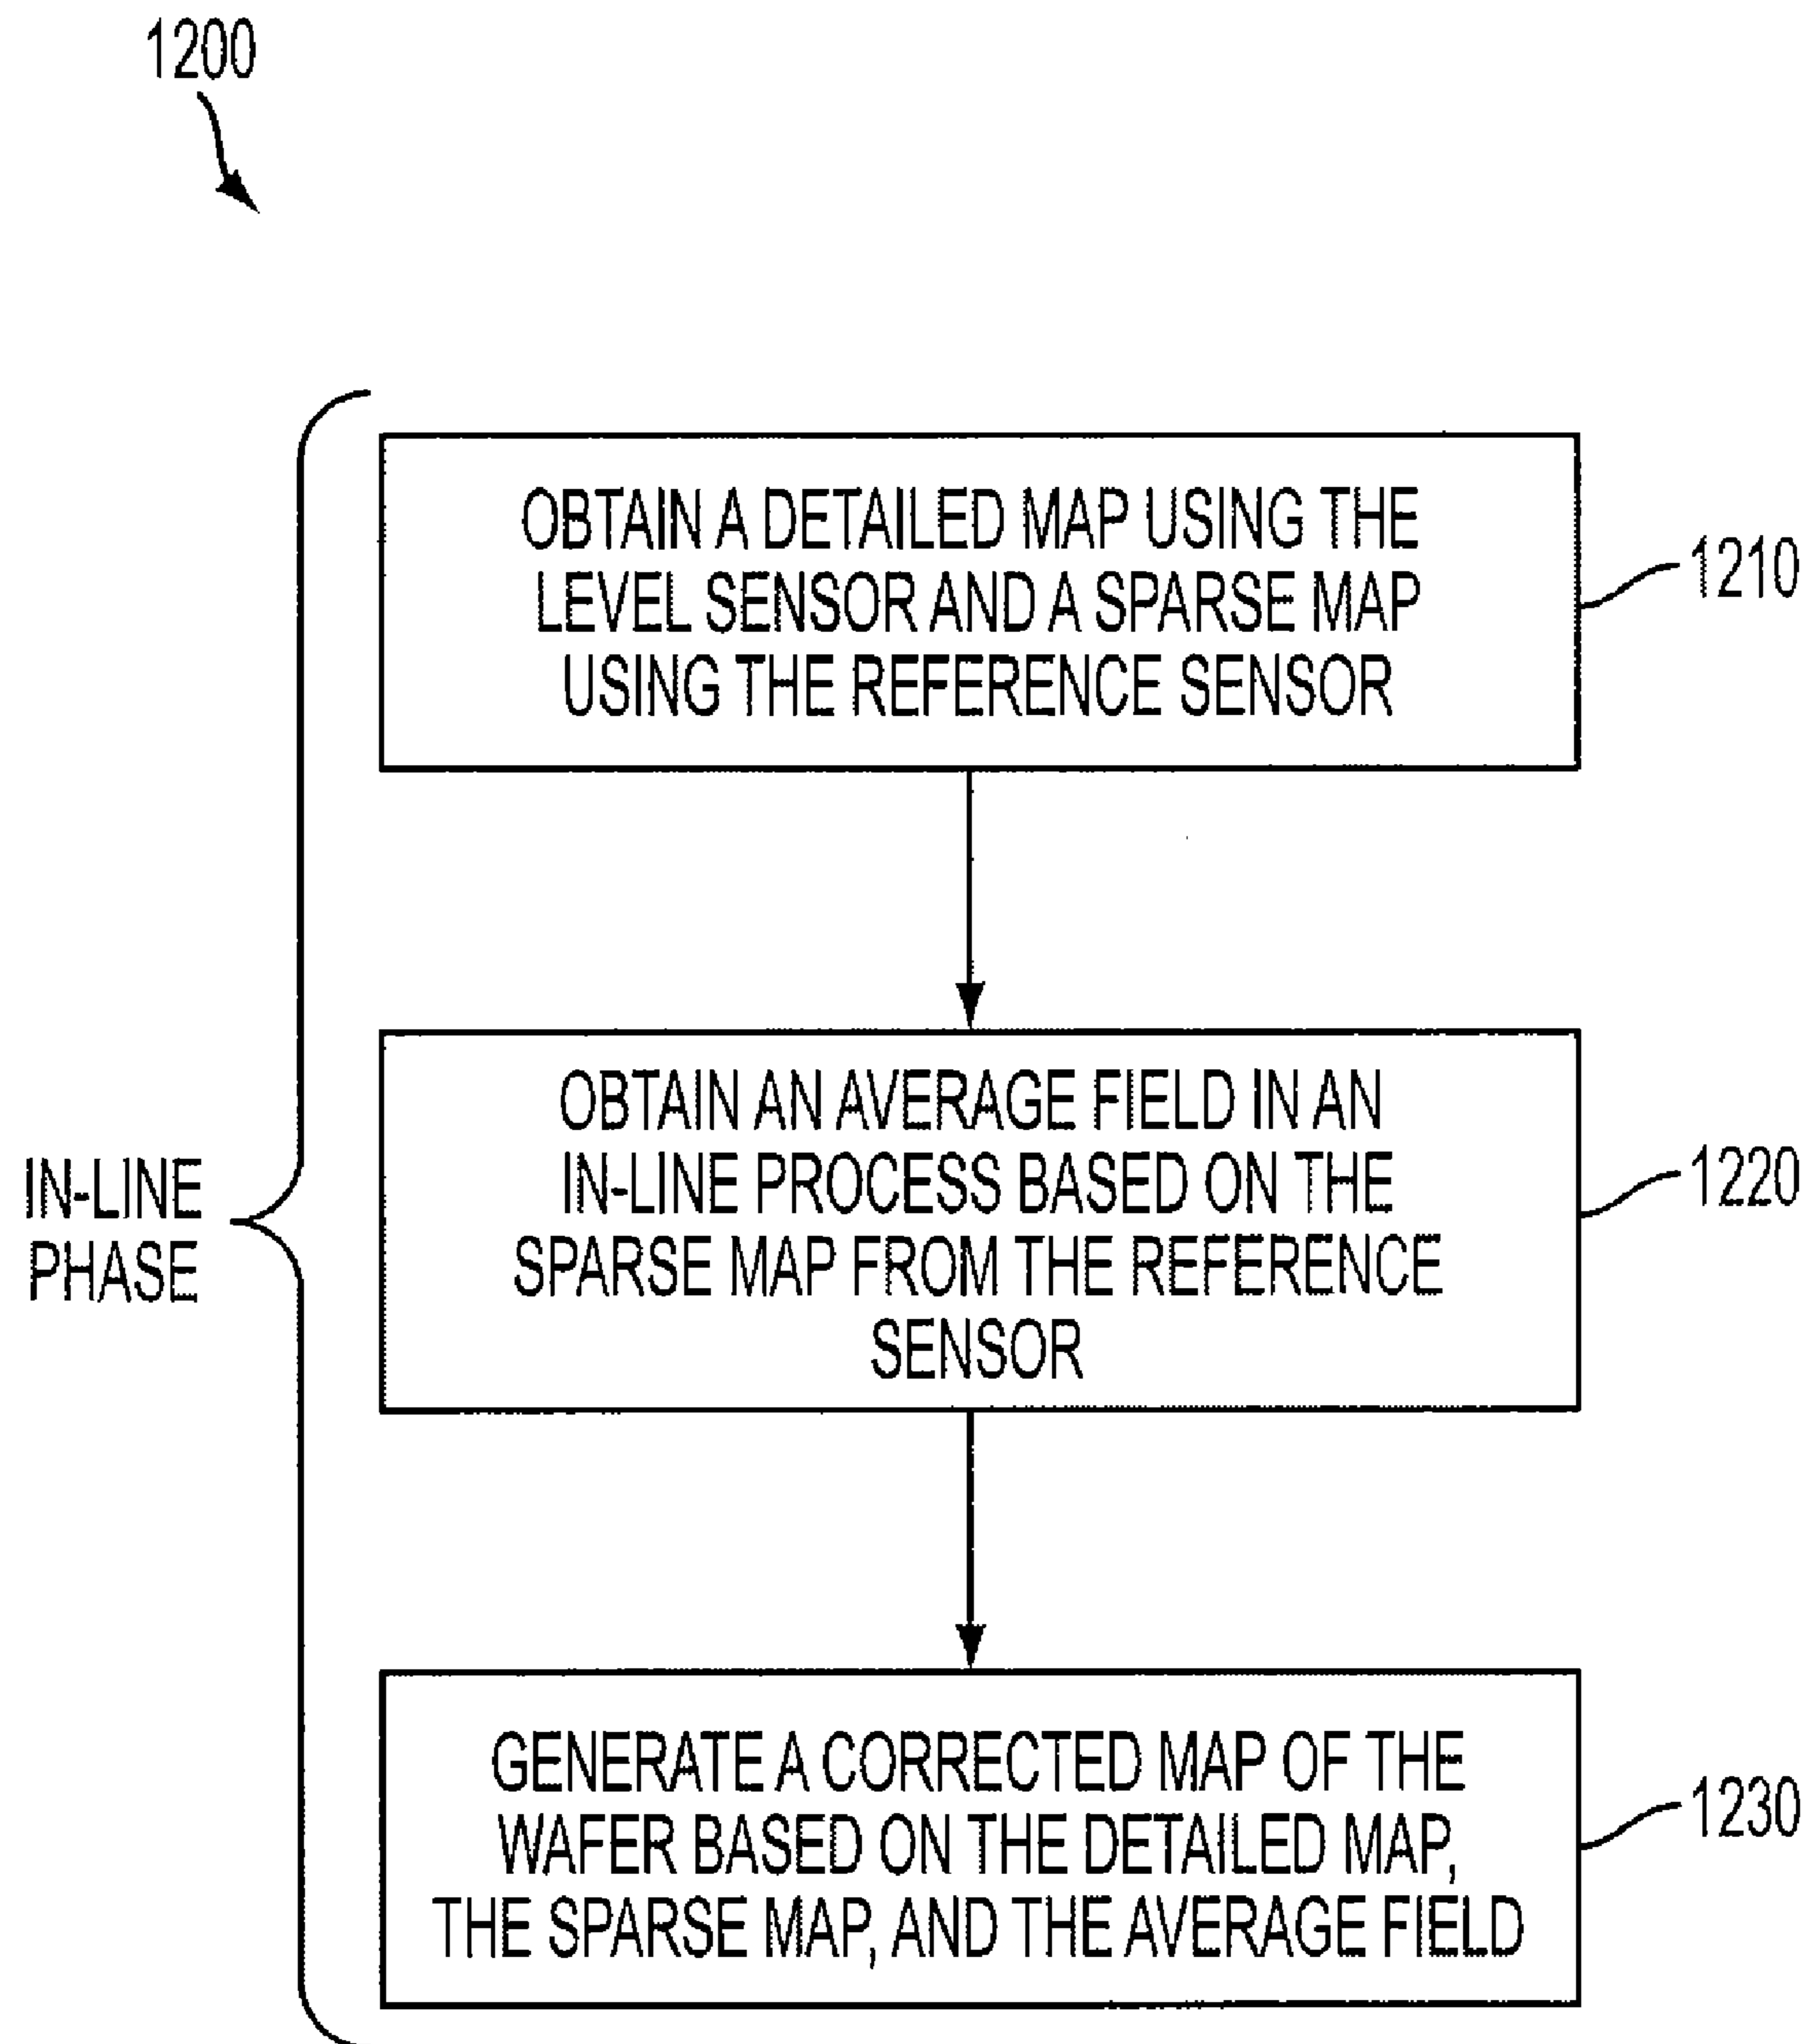 1200
OBTAIN A DETAILED MAP USING THE
LEVEL SENSOR AND A SPARSE MAP
USING THE REFERENCE SENSOR
1210
OBTAIN AN AVERAGE FIELD IN AN
IN-LINE PROCESS BASED ON THE
SPARSE MAP FROM THE REFERENCE
SENSOR
1220
IN-LINE
PHASE
GENERATE A CORRECTED MAP OF THE
WAFER BASED ON THE DETAILED MAP,
THE SPARSE MAP, AND THE AVERAGE FIELD
1230